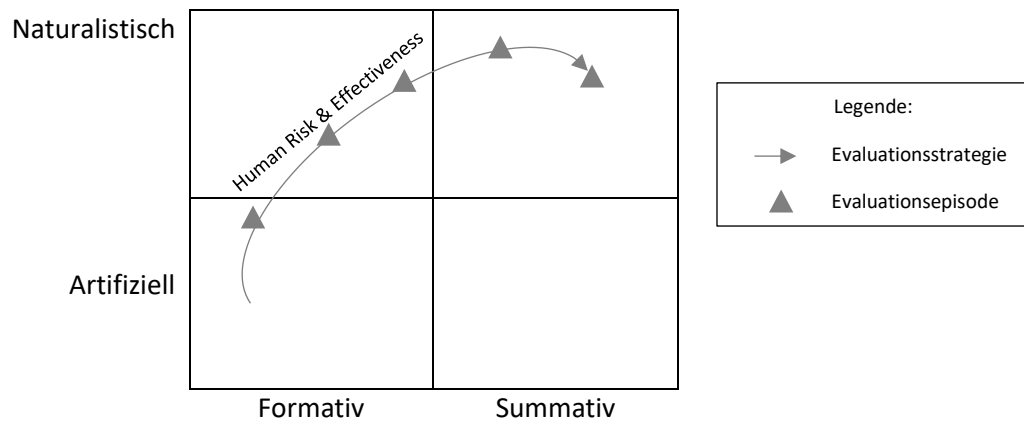 Naturalistisch
Human Risk & Effectiveness
Legende:
Evaluationsstrategie
Evaluationsepisode
Artifiziell
Formativ
Summativ